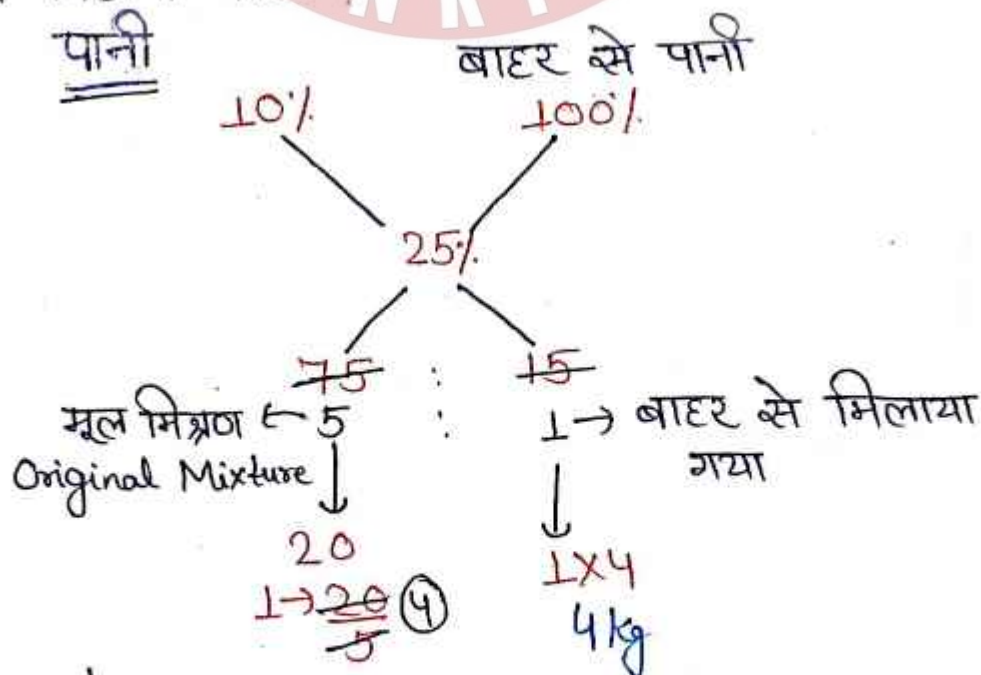 पानी
बाहर से पानी
10% 100%
25%
75 : 15
मूल मिश्रण ← 5 : 1 → बाहर से मिलाया
Original Mixture गया
20 1×4
1→20/5 4 4kg